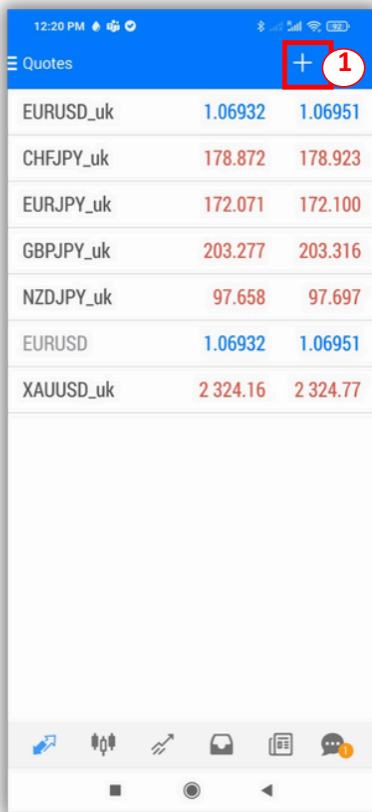 12:20 PM 92
Quotes + 1
EURUSD_uk 1.06932 1.06951
CHFJPY_uk 178.872 178.923
EURJPY_uk 172.071 172.100
GBPJPY_uk 203.277 203.316
NZDJPY_uk 97.658 97.697
EURUSD 1.06932 1.06951
XAUUSD_uk 2 324.16 2 324.77
1